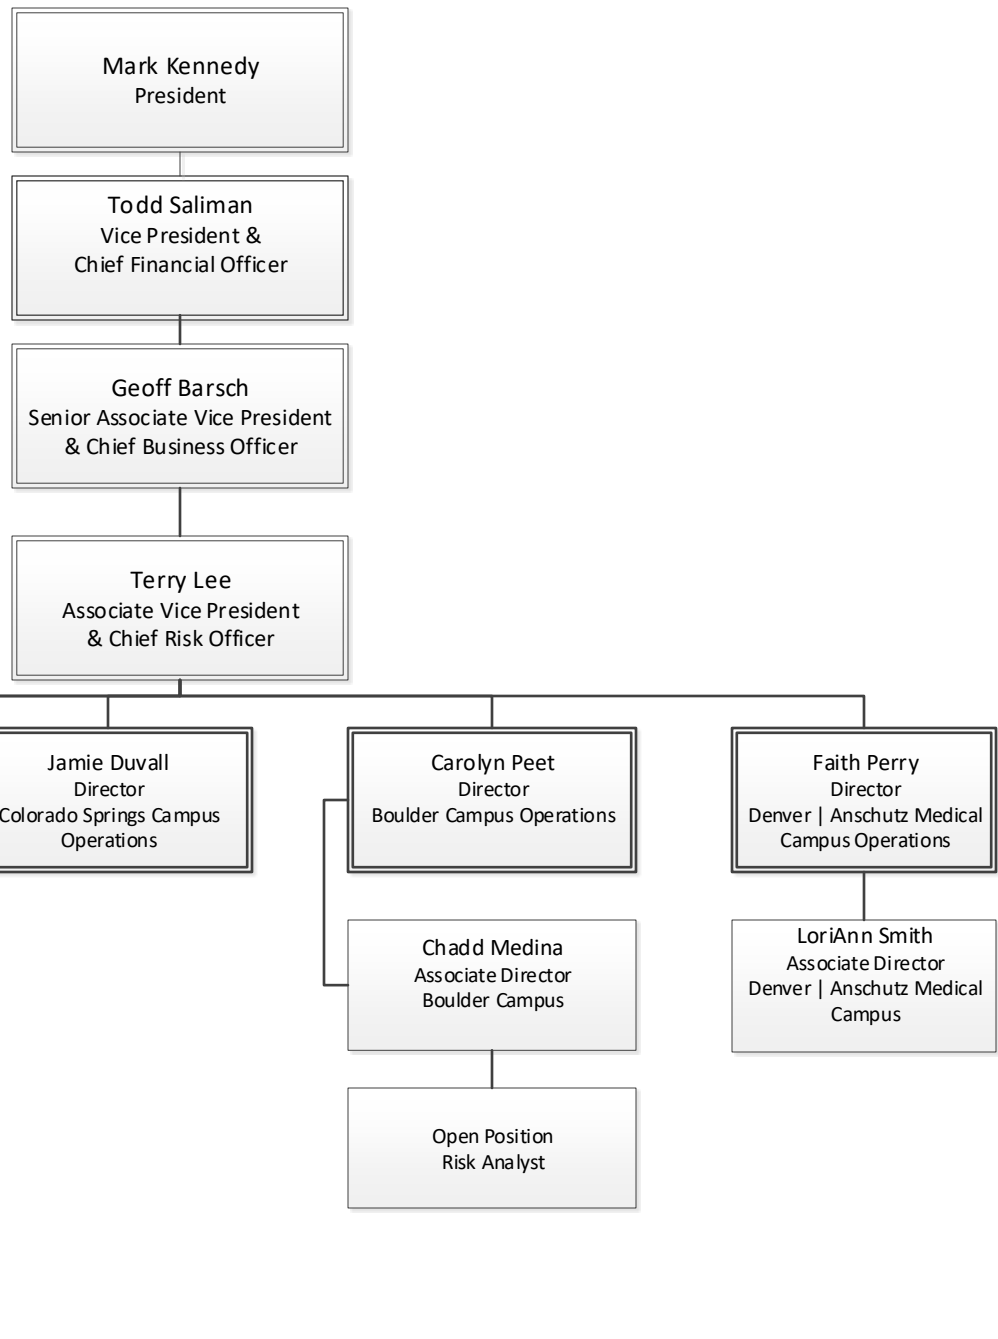 Mark Kennedy
President
Todd Saliman
Vice President &
Chief Financial Officer
Geoff Barsch
Senior Associate Vice President
& Chief Business Officer
Terry Lee
Associate Vice President
& Chief Risk Officer
Jamie Duvall
Director
Colorado Springs Campus
Operations
Carolyn Peet
Director
Boulder Campus Operations
Faith Perry
Director
Denver | Anschutz Medical
Campus Operations
Chadd Medina
Associate Director
Boulder Campus
LoriAnn Smith
Associate Director
Denver | Anschutz Medical
Campus
Open Position
Risk Analyst